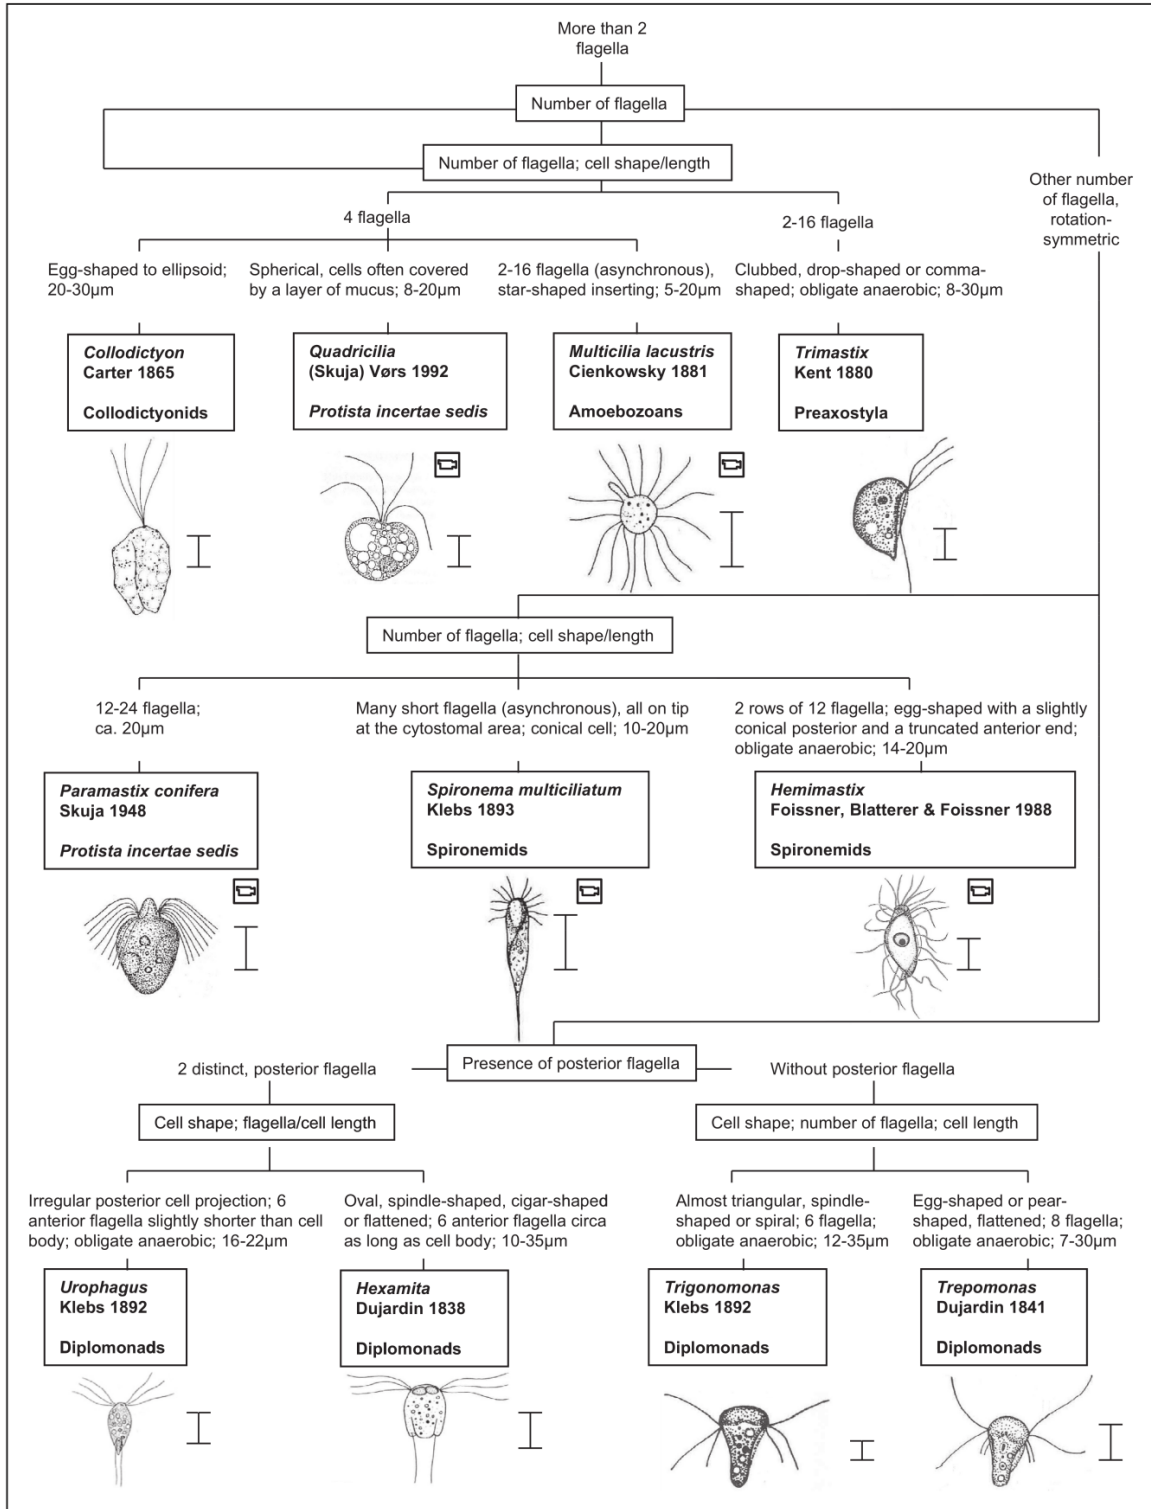 More than 2
flagella
Number of flagella
Number of flagella; cell shape/length
Other number
of flagella,
rotation-
symmetric
4 flagella
2-16 flagella
Egg-shaped to ellipsoid;
20-30µm
Spherical, cells often covered
by a layer of mucus; 8-20µm
2-16 flagella (asynchronous),
star-shaped inserting; 5-20µm
Clubbed, drop-shaped or comma-
shaped; obligate anaerobic; 8-30µm
Collodictyon
Carter 1865
Collodictyonids
Quadricilia
(Skuja) Vørs 1992
Protista incertae sedis
Multicilia lacustris
Cienkowsky 1881
Amoebozoans
Trimastix
Kent 1880
Preaxostyla
Number of flagella; cell shape/length
12-24 flagella;
ca. 20µm
Many short flagella (asynchronous), all on tip
at the cytostomal area; conical cell; 10-20µm
2 rows of 12 flagella; egg-shaped with a slightly
conical posterior and a truncated anterior end;
obligate anaerobic; 14-20µm
Paramastix conifera
Skuja 1948
Protista incertae sedis
Spironema multiciliatum
Klebs 1893
Spironemids
Hemimastix
Foissner, Blatterer & Foissner 1988
Spironemids
Presence of posterior flagella
2 distinct, posterior flagella
Without posterior flagella
Cell shape; flagella/cell length
Cell shape; number of flagella; cell length
Irregular posterior cell projection; 6
anterior flagella slightly shorter than cell
body; obligate anaerobic; 16-22µm
Oval, spindle-shaped, cigar-shaped
or flattened; 6 anterior flagella circa
as long as cell body; 10-35µm
Almost triangular, spindle-
shaped or spiral; 6 flagella;
obligate anaerobic; 12-35µm
Egg-shaped or pear-
shaped, flattened; 8 flagella;
obligate anaerobic; 7-30µm
Urophagus
Klebs 1892
Diplomonads
Hexamita
Dujardin 1838
Diplomonads
Trigonomonas
Klebs 1892
Diplomonads
Trepomonas
Dujardin 1841
Diplomonads